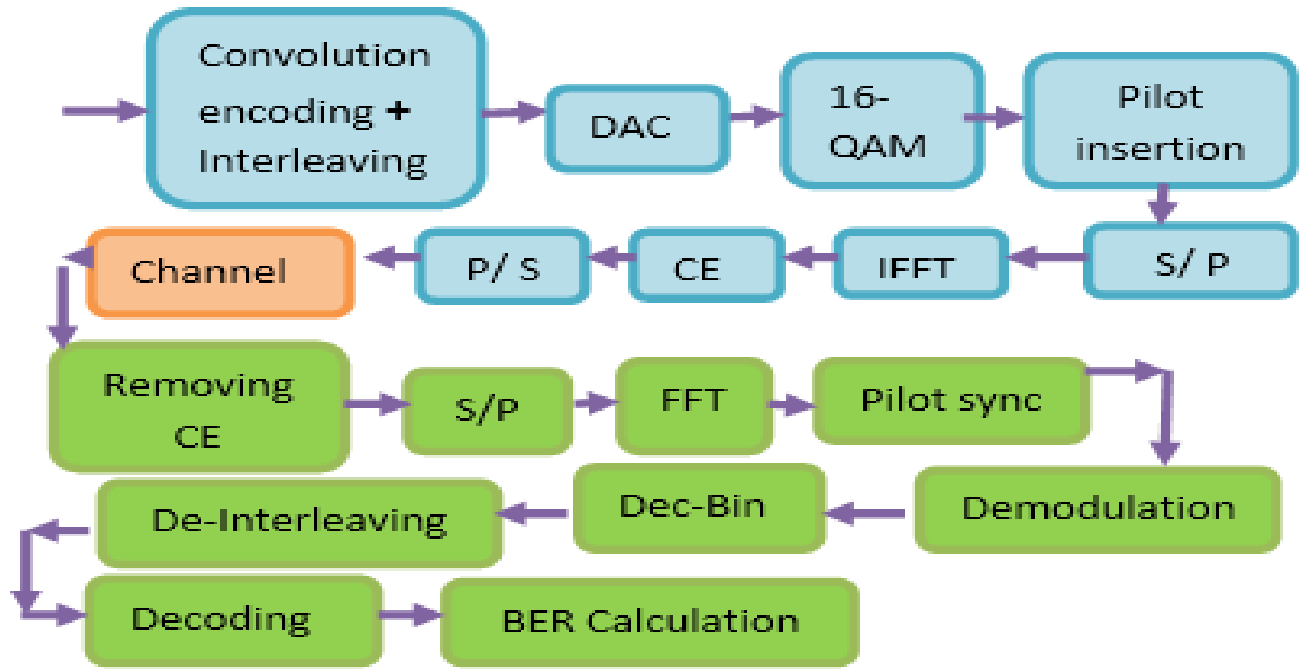 Convolution
encoding +
Interleaving
DAC
16-
QAM
Pilot
insertion
S/ P
IFFT
CE
P/ S
Channel
Removing
CE
S/P
FFT
Pilot sync
Demodulation
Dec-Bin
De-Interleaving
Decoding
BER Calculation